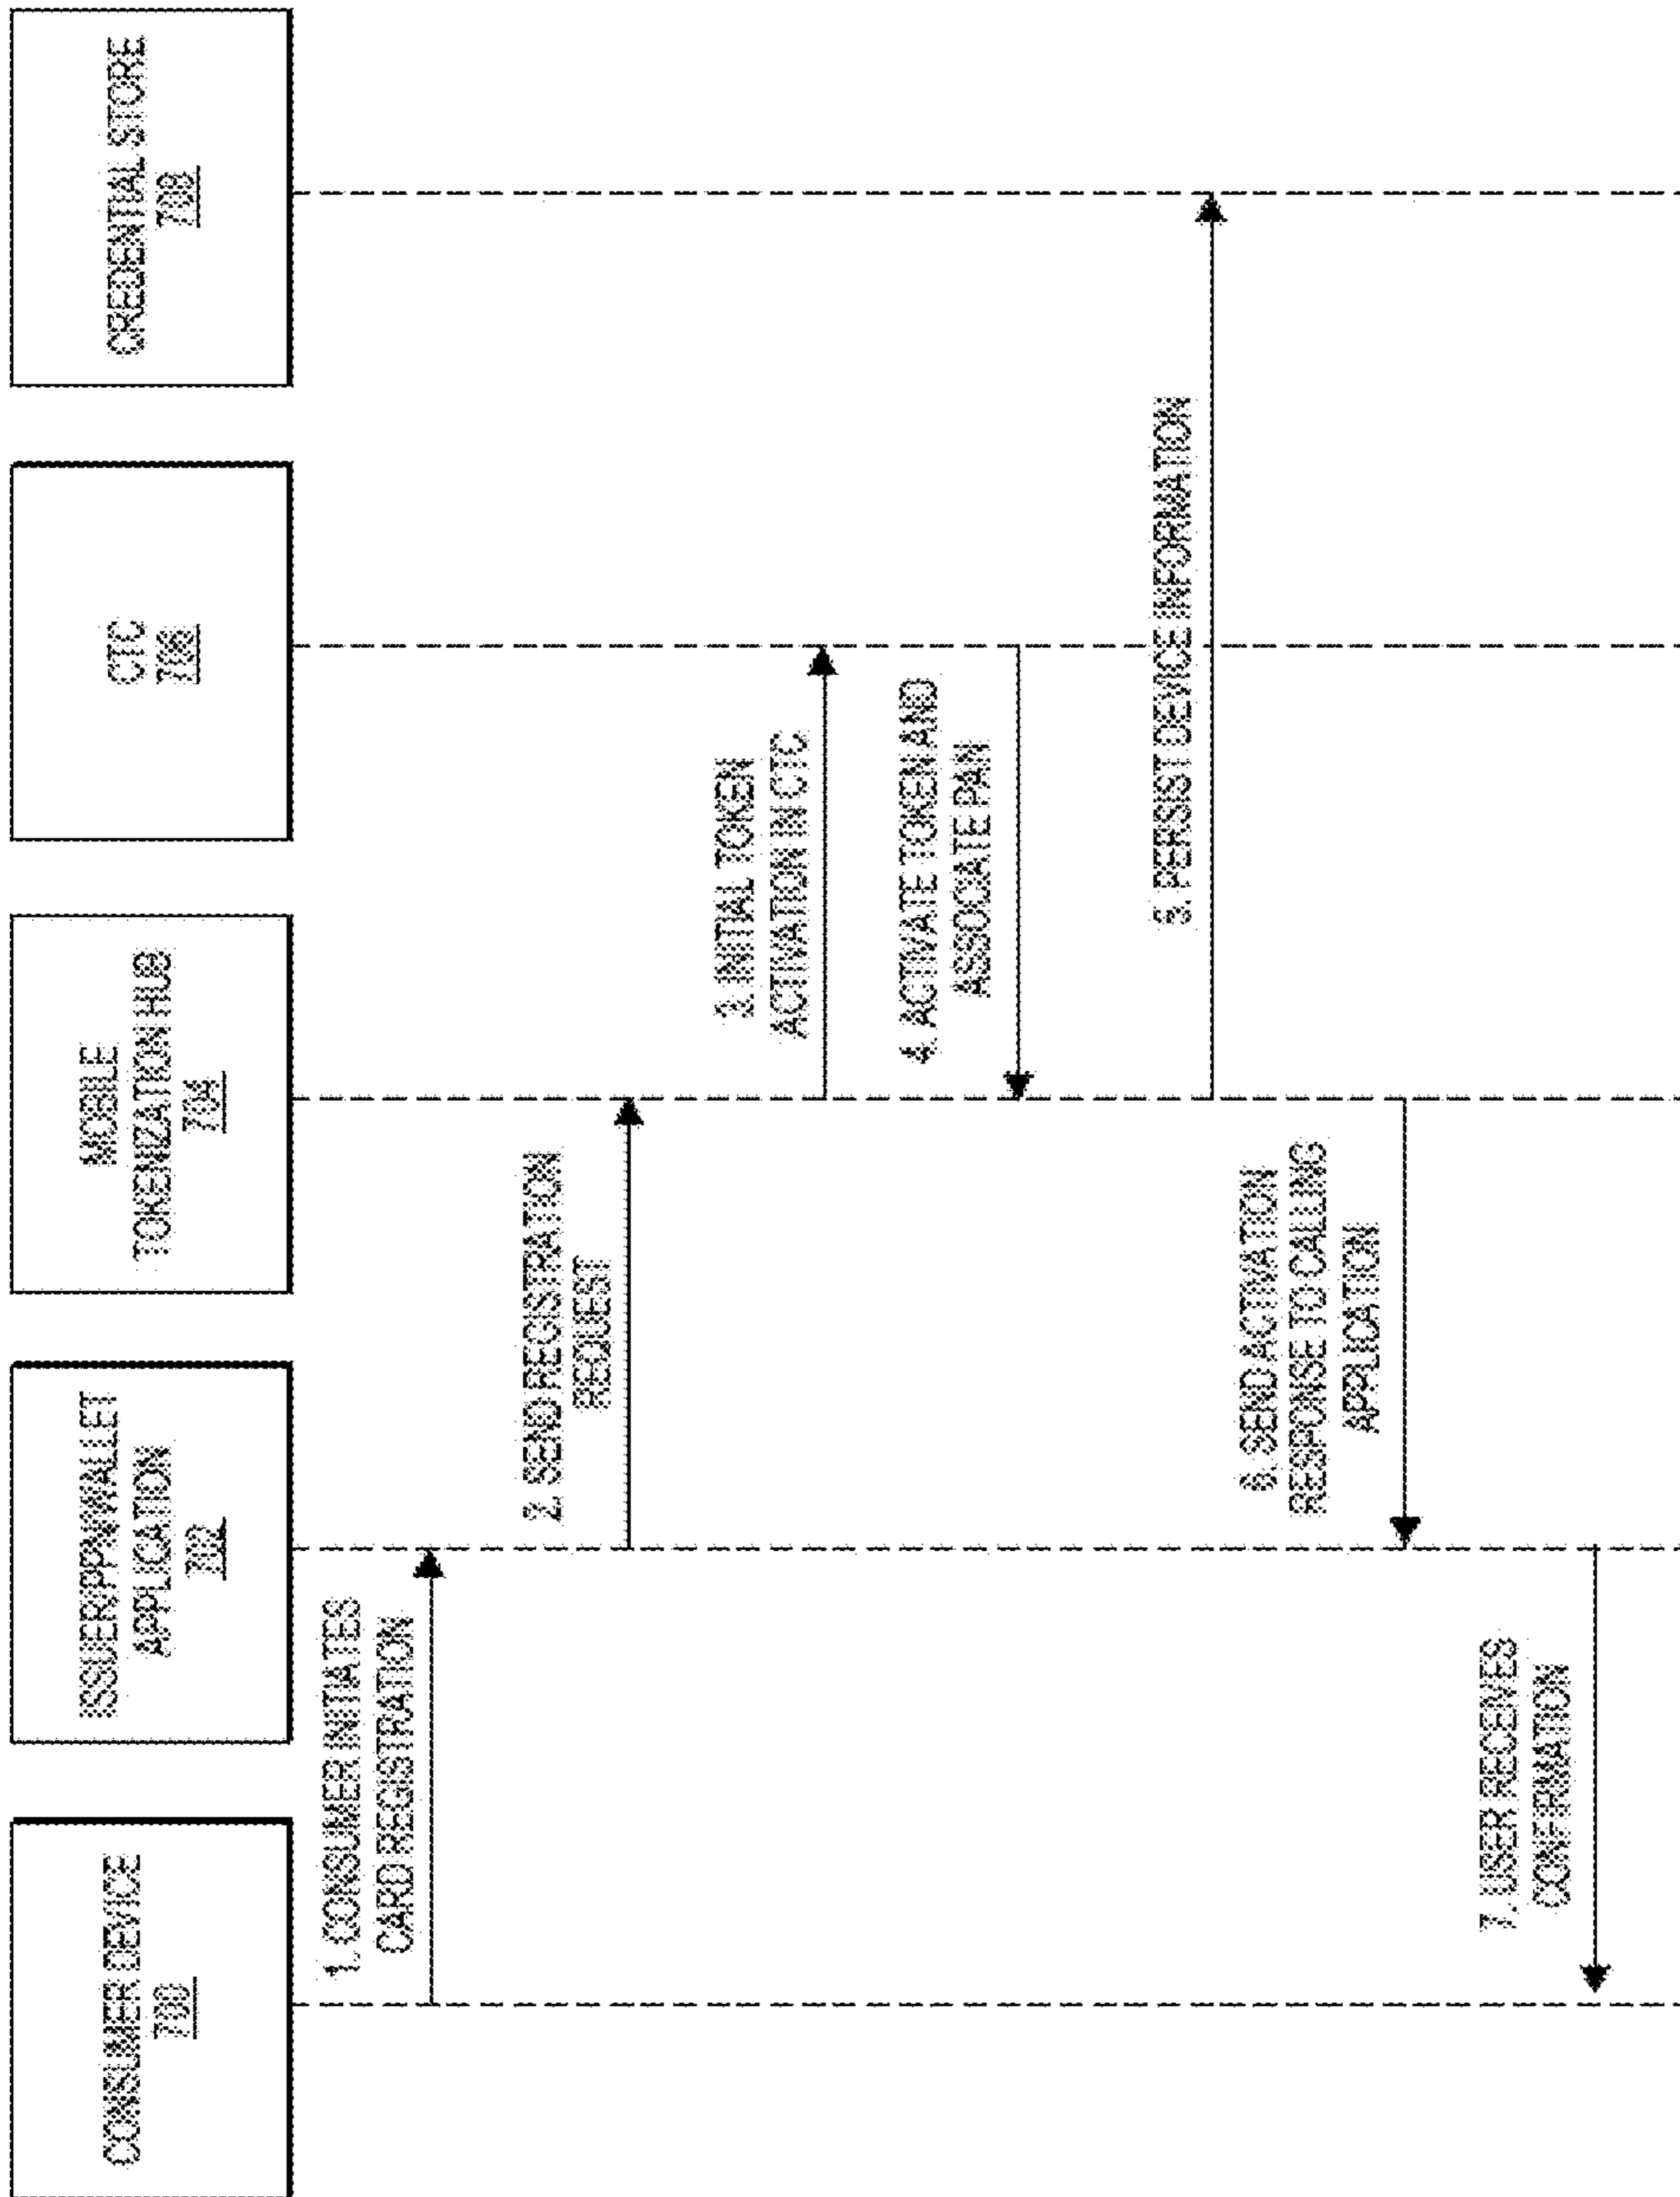 CONSUMER DEVICE
700
ISSUER/PPW/WALLET
APPLICATION
702
MOBILE
TOKENIZATION HUB
704
CTC
706
CREDENTIAL STORE
708
1. CONSUMER INITIATES
CARD REGISTRATION
2. SEND REGISTRATION
REQUEST
3. INITIAL TOKEN
ACTIVATION IN CTC
4. ACTIVATE TOKEN AND
ASSOCIATE PAN
5. PERSIST DEVICE INFORMATION
6. SEND ACTIVATION
RESPONSE TO CALLING
APPLICATION
7. USER RECEIVES
CONFIRMATION